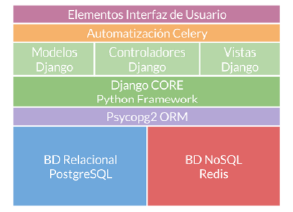 Elementos Interfaz de Usuario
Automatización Celery
Modelos Django
Controladores Django
Vistas Django
Django CORE
Python Framework
Psycopg2 ORM
BD Relacional
PostgreSQL
BD NoSQL
Redis